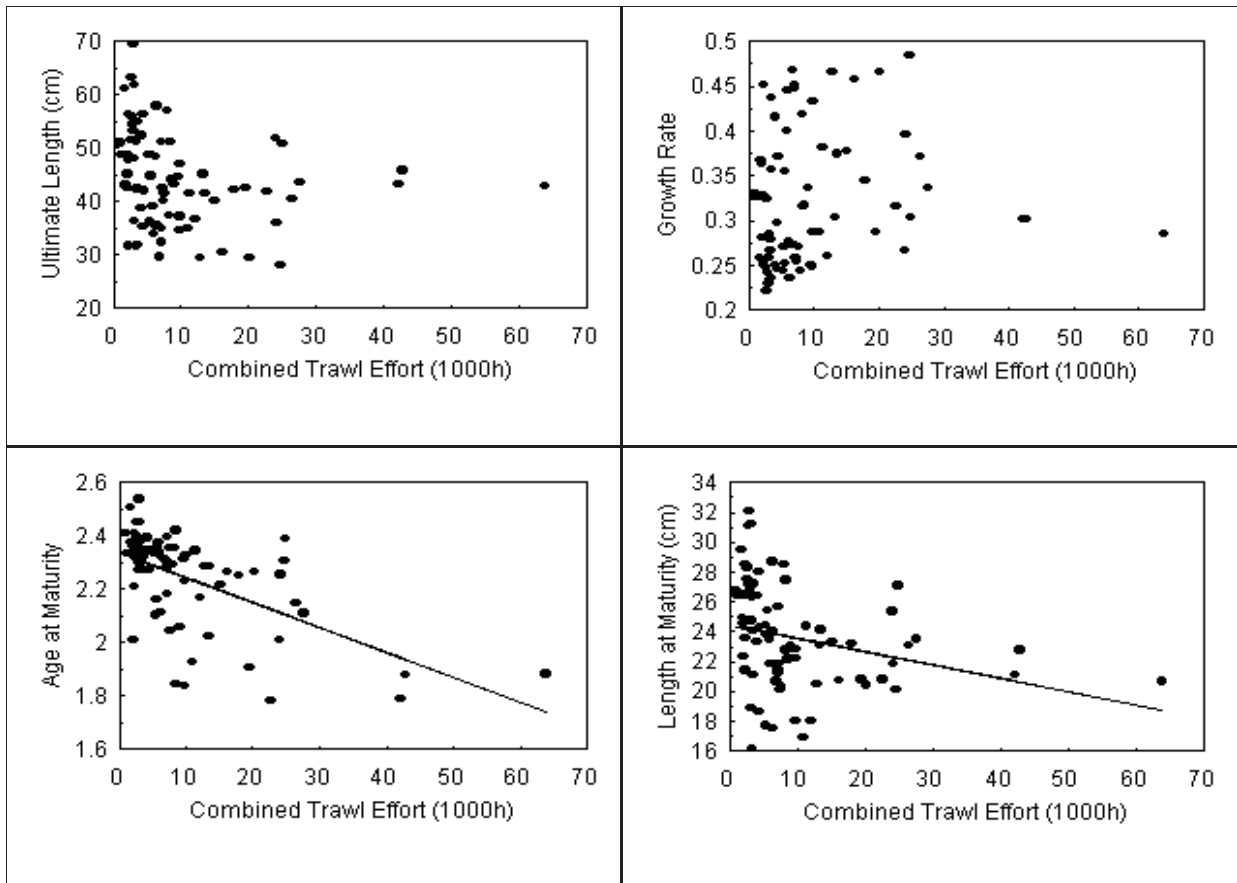 70
60
50
40
30
20
Ultimate Length (cm)
0 10 20 30 40 50 60 70
Combined Trawl Effort (1000h)
0.5
0.45
0.4
0.35
0.3
0.25
0.2
Growth Rate
0 10 20 30 40 50 60 70
Combined Trawl Effort (1000h)
2.6
2.4
2.2
2
1.8
1.6
Age at Maturity
0 10 20 30 40 50 60 70
Combined Trawl Effort (1000h)
34
32
30
28
26
24
22
20
18
16
Length at Maturity (cm)
0 10 20 30 40 50 60 70
Combined Trawl Effort (1000h)